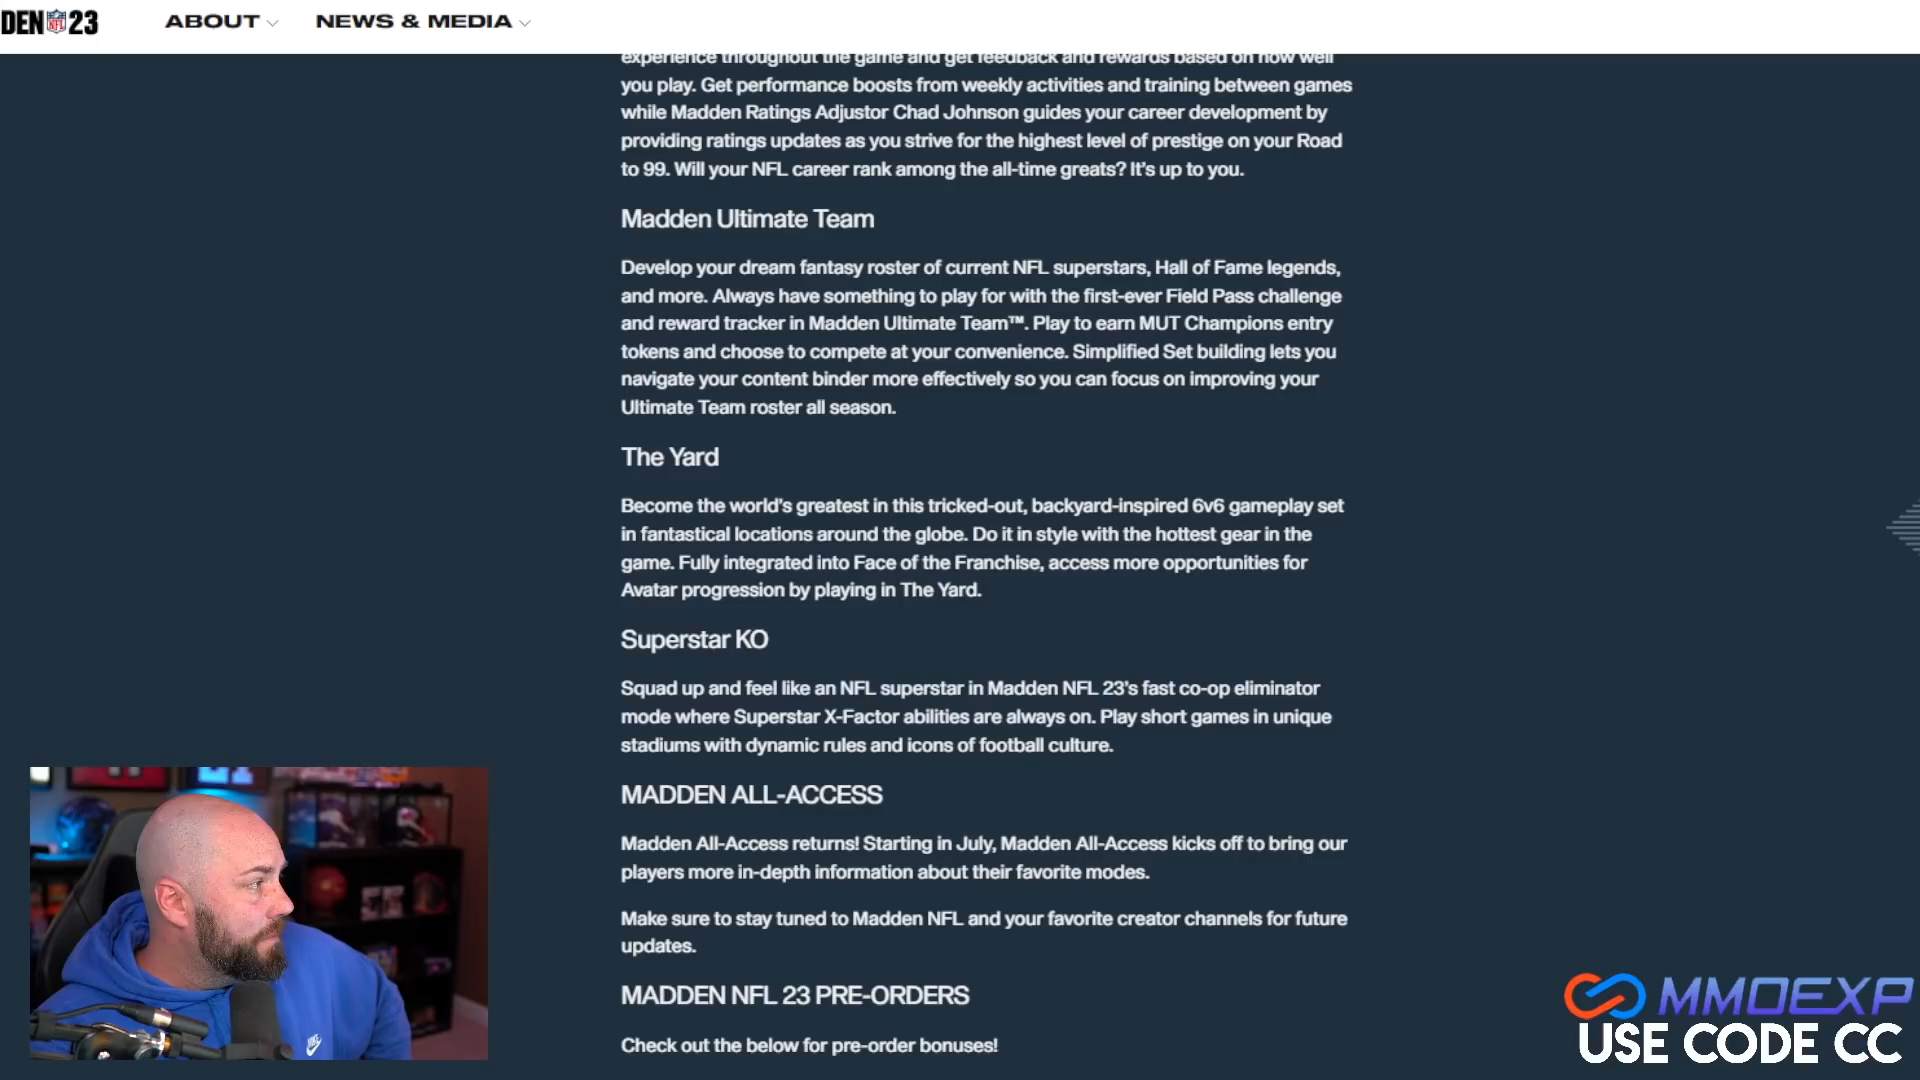 DEN NFL 23
ABOUT
NEWS & MEDIA
experience throughout the game and get feedback and rewards based on how well
you play. Get performance boosts from weekly activities and training between games
while Madden Ratings Adjustor Chad Johnson guides your career development by
providing ratings updates as you strive for the highest level of prestige on your Road
to 99. Will your NFL career rank among the all-time greats? It's up to you.
Madden Ultimate Team
Develop your dream fantasy roster of current NFL superstars, Hall of Fame legends,
and more. Always have something to play for with the first-ever Field Pass challenge
and reward tracker in Madden Ultimate Team™. Play to earn MUT Champions entry
tokens and choose to compete at your convenience. Simplified Set building lets you
navigate your content binder more effectively so you can focus on improving your
Ultimate Team roster all season.
The Yard
Become the world's greatest in this tricked-out, backyard-inspired 6v6 gameplay set
in fantastical locations around the globe. Do it in style with the hottest gear in the
game. Fully integrated into Face of the Franchise, access more opportunities for
Avatar progression by playing in The Yard.
Superstar KO
Squad up and feel like an NFL superstar in Madden NFL 23's fast co-op eliminator
mode where Superstar X-Factor abilities are always on. Play short games in unique
stadiums with dynamic rules and icons of football culture.
MADDEN ALL-ACCESS
Madden All-Access returns! Starting in July, Madden All-Access kicks off to bring our
players more in-depth information about their favorite modes.
Make sure to stay tuned to Madden NFL and your favorite creator channels for future
updates.
MADDEN NFL 23 PRE-ORDERS
Check out the below for pre-order bonuses!
MMOEXP
USE CODE CC